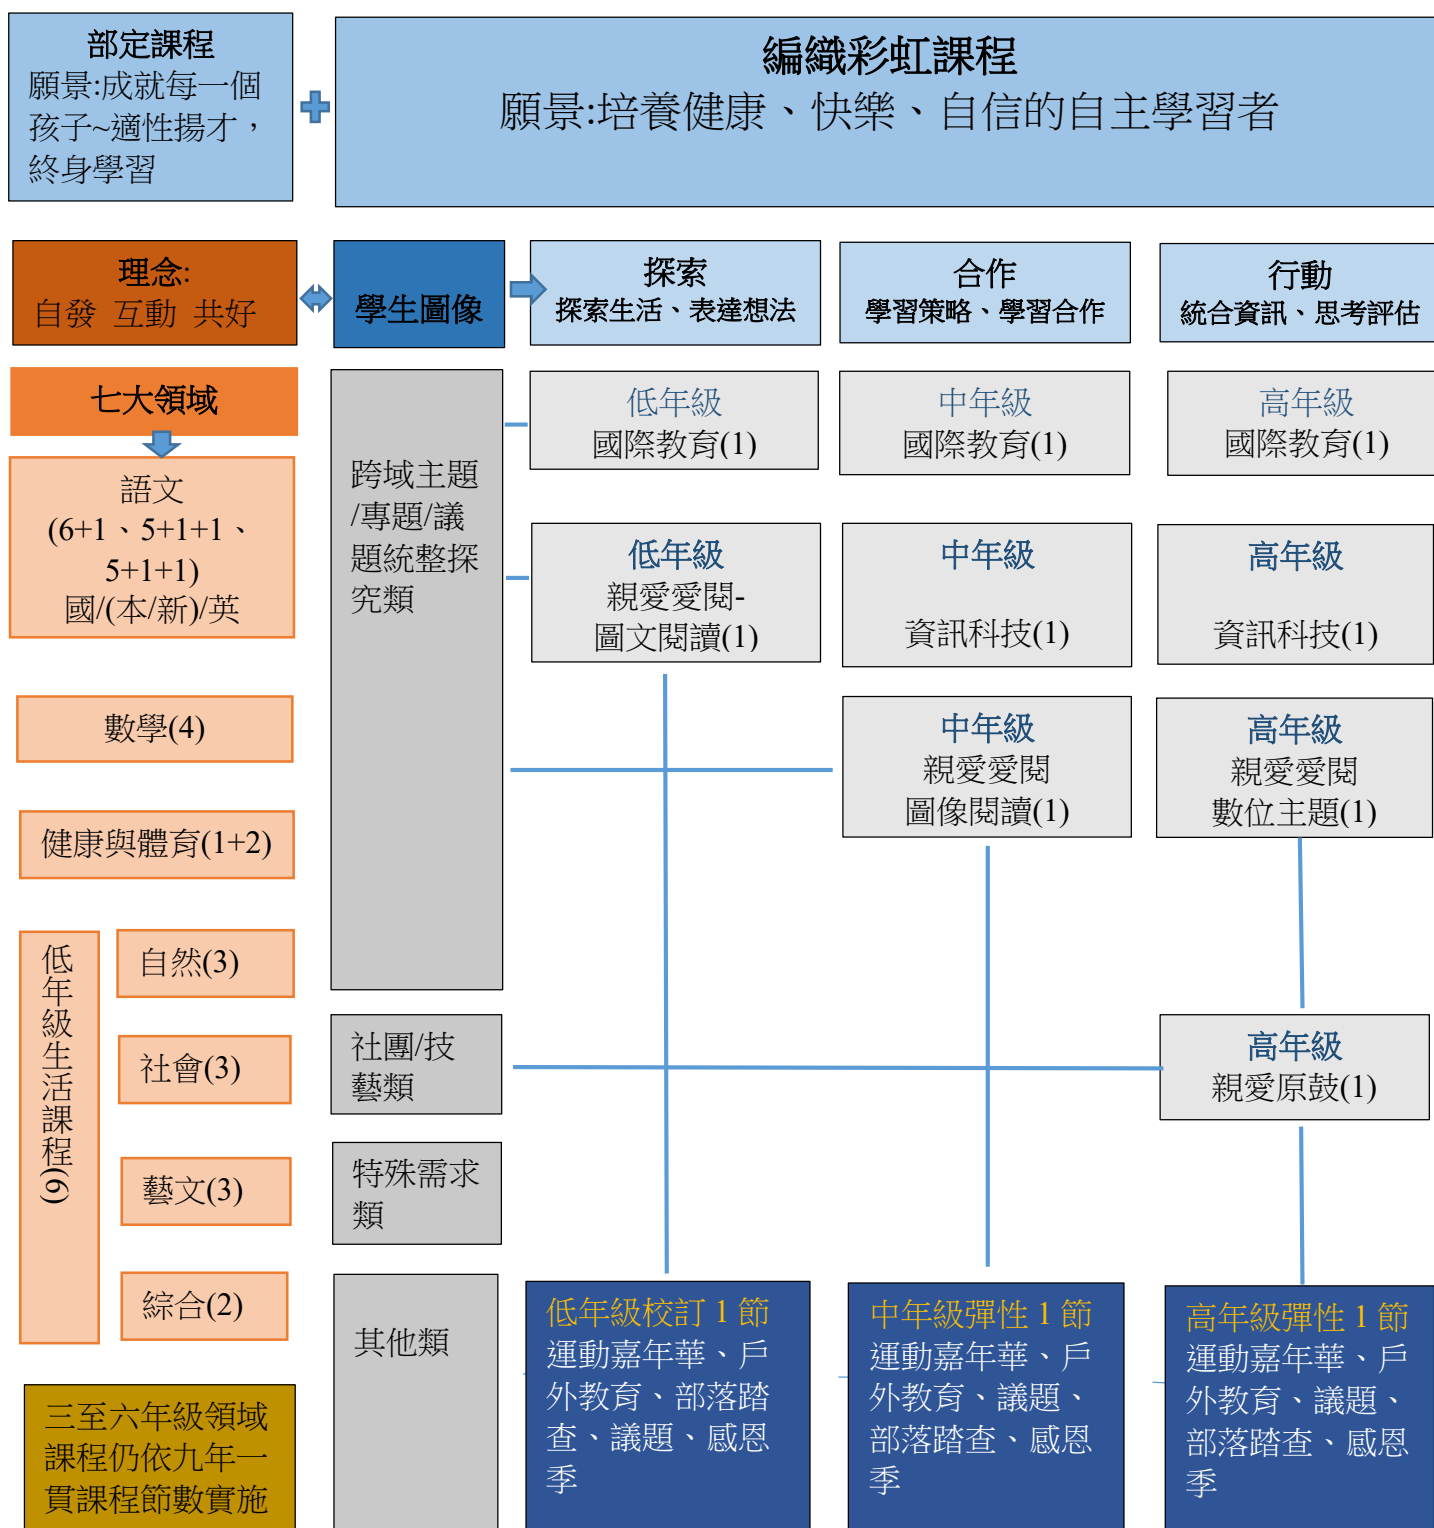 部定課程
願景:成就每一個
孩子~適性揚才，
終身學習
編織彩虹課程
願景:培養健康、快樂、自信的自主學習者
理念:
自發 互動 共好
學生圖像
探索
探索生活、表達想法
合作
學習策略、學習合作
行動
統合資訊、思考評估
七大領域
語文
(6+1、5+1+1、
5+1+1)
國/(本/新)/英
數學(4)
健康與體育(1+2)
低年級生活課程(6)
自然(3)
社會(3)
藝文(3)
綜合(2)
三至六年級領域
課程仍依九年一
貫課程節數實施
跨域主題
/專題/議
題統整探
究類
低年級
國際教育(1)
中年級
國際教育(1)
高年級
國際教育(1)
低年級
親愛愛閱-
圖文閱讀(1)
中年級
資訊科技(1)
高年級
資訊科技(1)
中年級
親愛愛閱
圖像閱讀(1)
高年級
親愛愛閱
數位主題(1)
社團/技
藝類
高年級
親愛原鼓(1)
特殊需求
類
其他類
低年級校訂 1 節
運動嘉年華、戶
外教育、部落踏
查、議題、感恩
季
中年級彈性 1 節
運動嘉年華、戶
外教育、議題、
部落踏查、感恩
季
高年級彈性 1 節
運動嘉年華、戶
外教育、議題、
部落踏查、感恩
季